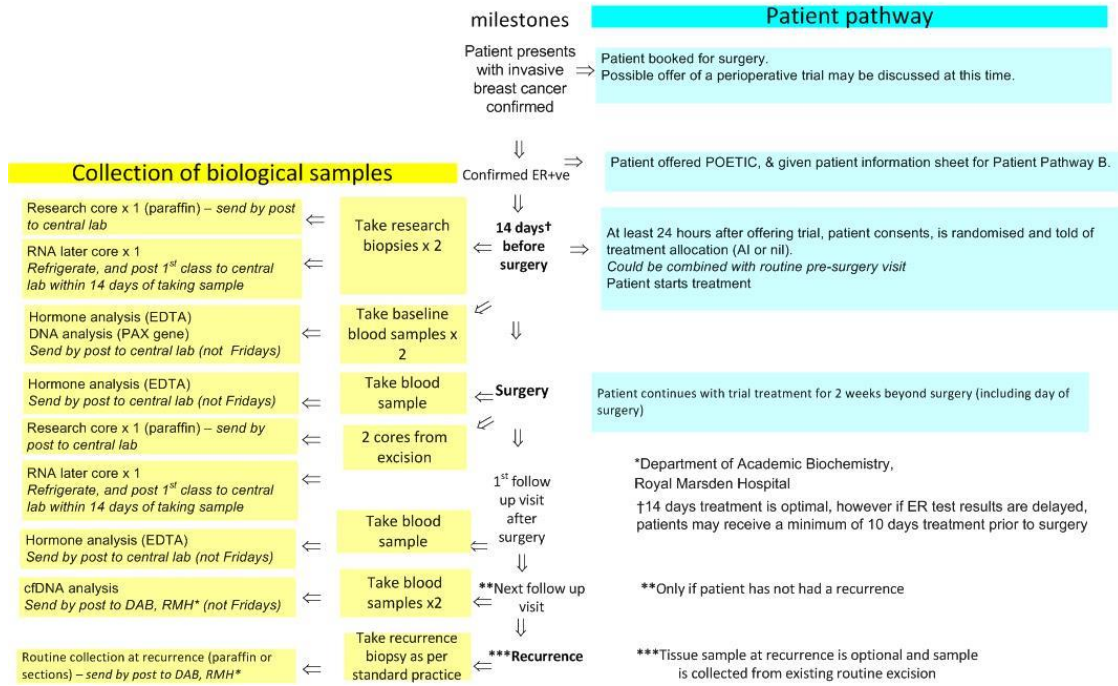 milestones
Patient pathway
Patient presents
with invasive
breast cancer
confirmed
⇒
Patient booked for surgery.
Possible offer of a perioperative trial may be discussed at this time.
⇓
Collection of biological samples
Confirmed ER+ve
⇒
Patient offered POETIC, & given patient information sheet for Patient Pathway B.
⇓
Research core x 1 (paraffin) – send by post
to central lab
⇐
RNA later core x 1
Refrigerate, and post 1st class to central
lab within 14 days of taking sample
⇐
Take research
biopsies x 2
⇐
14 days†
before
surgery
⇒
At least 24 hours after offering trial, patient consents, is randomised and told of
treatment allocation (AI or nil).
Could be combined with routine pre-surgery visit
Patient starts treatment
Hormone analysis (EDTA)
DNA analysis (PAX gene)
Send by post to central lab (not Fridays)
⇐
Take baseline
blood samples x
2
⇐
⇓
Hormone analysis (EDTA)
Send by post to central lab (not Fridays)
⇐
Take blood
sample
⇐
Surgery
Patient continues with trial treatment for 2 weeks beyond surgery (including day of
surgery)
Research core x 1 (paraffin) – send by
post to central lab
⇐
2 cores from
excision
⇐
⇓
RNA later core x 1
Refrigerate, and post 1st class to central
lab within 14 days of taking sample
⇐
1st follow
up visit
after
surgery
*Department of Academic Biochemistry,
Royal Marsden Hospital
†14 days treatment is optimal, however if ER test results are delayed,
patients may receive a minimum of 10 days treatment prior to surgery
Hormone analysis (EDTA)
Send by post to central lab (not Fridays)
⇐
Take blood
sample
⇐
⇓
cfDNA analysis
Send by post to DAB, RMH* (not Fridays)
⇐
Take blood
samples x2
⇐
**Next follow up
visit
**Only if patient has not had a recurrence
⇓
Routine collection at recurrence (paraffin or
sections) – send by post to DAB, RMH*
⇐
Take recurrence
biopsy as per
standard practice
⇐
***Recurrence
***Tissue sample at recurrence is optional and sample
is collected from existing routine excision